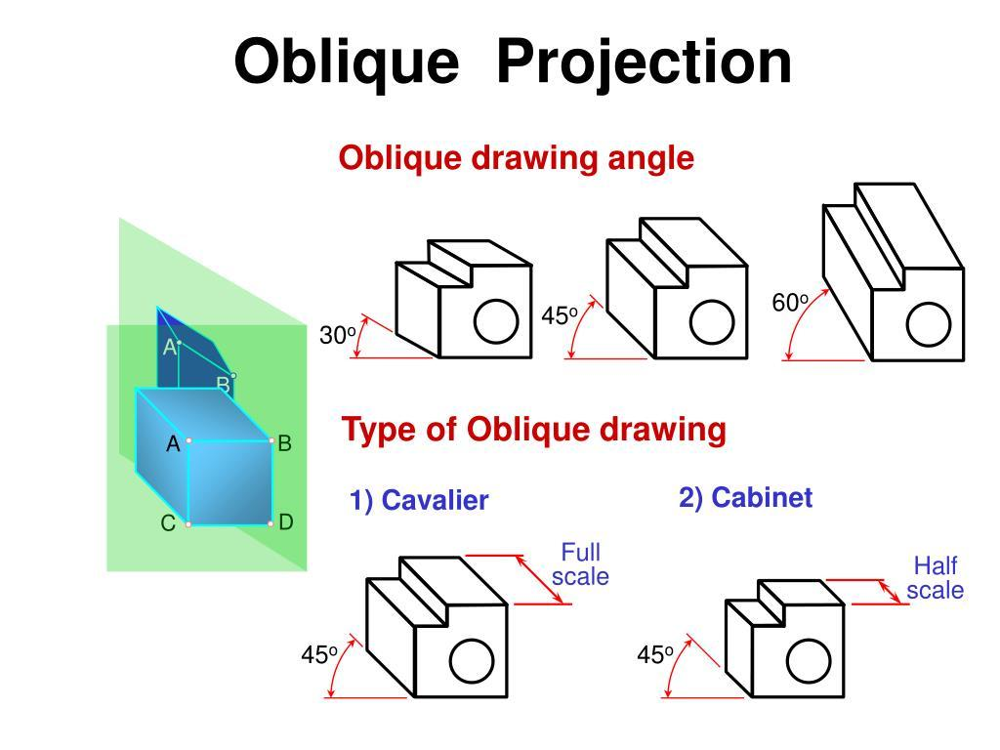 Oblique Projection
Oblique drawing angle
30º
45º
60º
A
B
A
B
C
D
Type of Oblique drawing
1) Cavalier
2) Cabinet
Full
scale
45º
Half
scale
45º